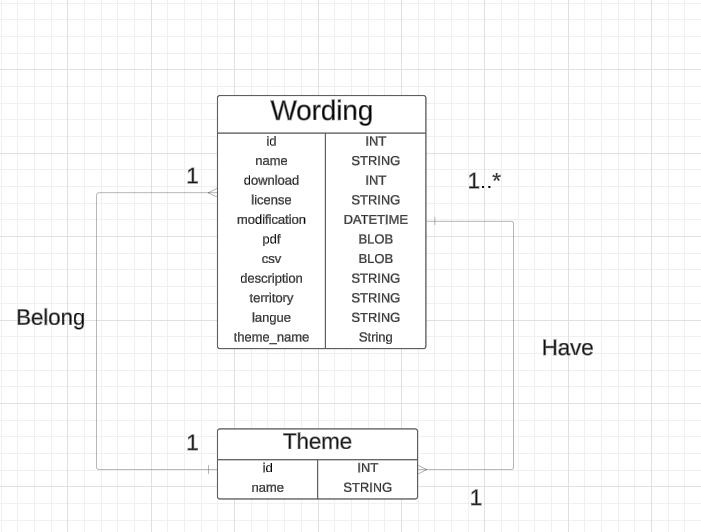 Wording
id INT
name STRING
1
download INT
1..*
license STRING
modification DATETIME
pdf BLOB
csv BLOB
description STRING
territory STRING
langue STRING
Belong
theme_name String
Have
1
Theme
id INT
name STRING
1